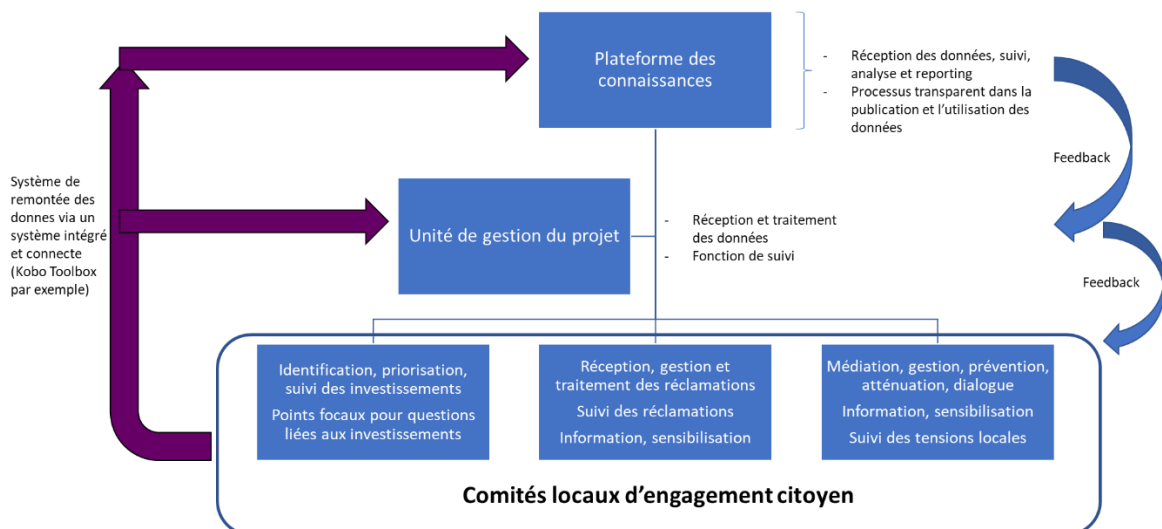 Plateforme des
connaissances
- Réception des données, suivi,
analyse et reporting
- Processus transparent dans la
publication et l'utilisation des
données
Feedback
Système de
remontée des
donnes via un
système intégré
et connecte
(Kobo Toolbox
par exemple)
Unité de gestion du projet
- Réception et traitement
des données
- Fonction de suivi
Feedback
Identification, priorisation,
suivi des investissements
Points focaux pour questions
liées aux investissements
Réception, gestion et
traitement des réclamations
Suivi des réclamations
Information, sensibilisation
Médiation, gestion, prévention,
atténuation, dialogue
Information, sensibilisation
Suivi des tensions locales
Comités locaux d'engagement citoyen